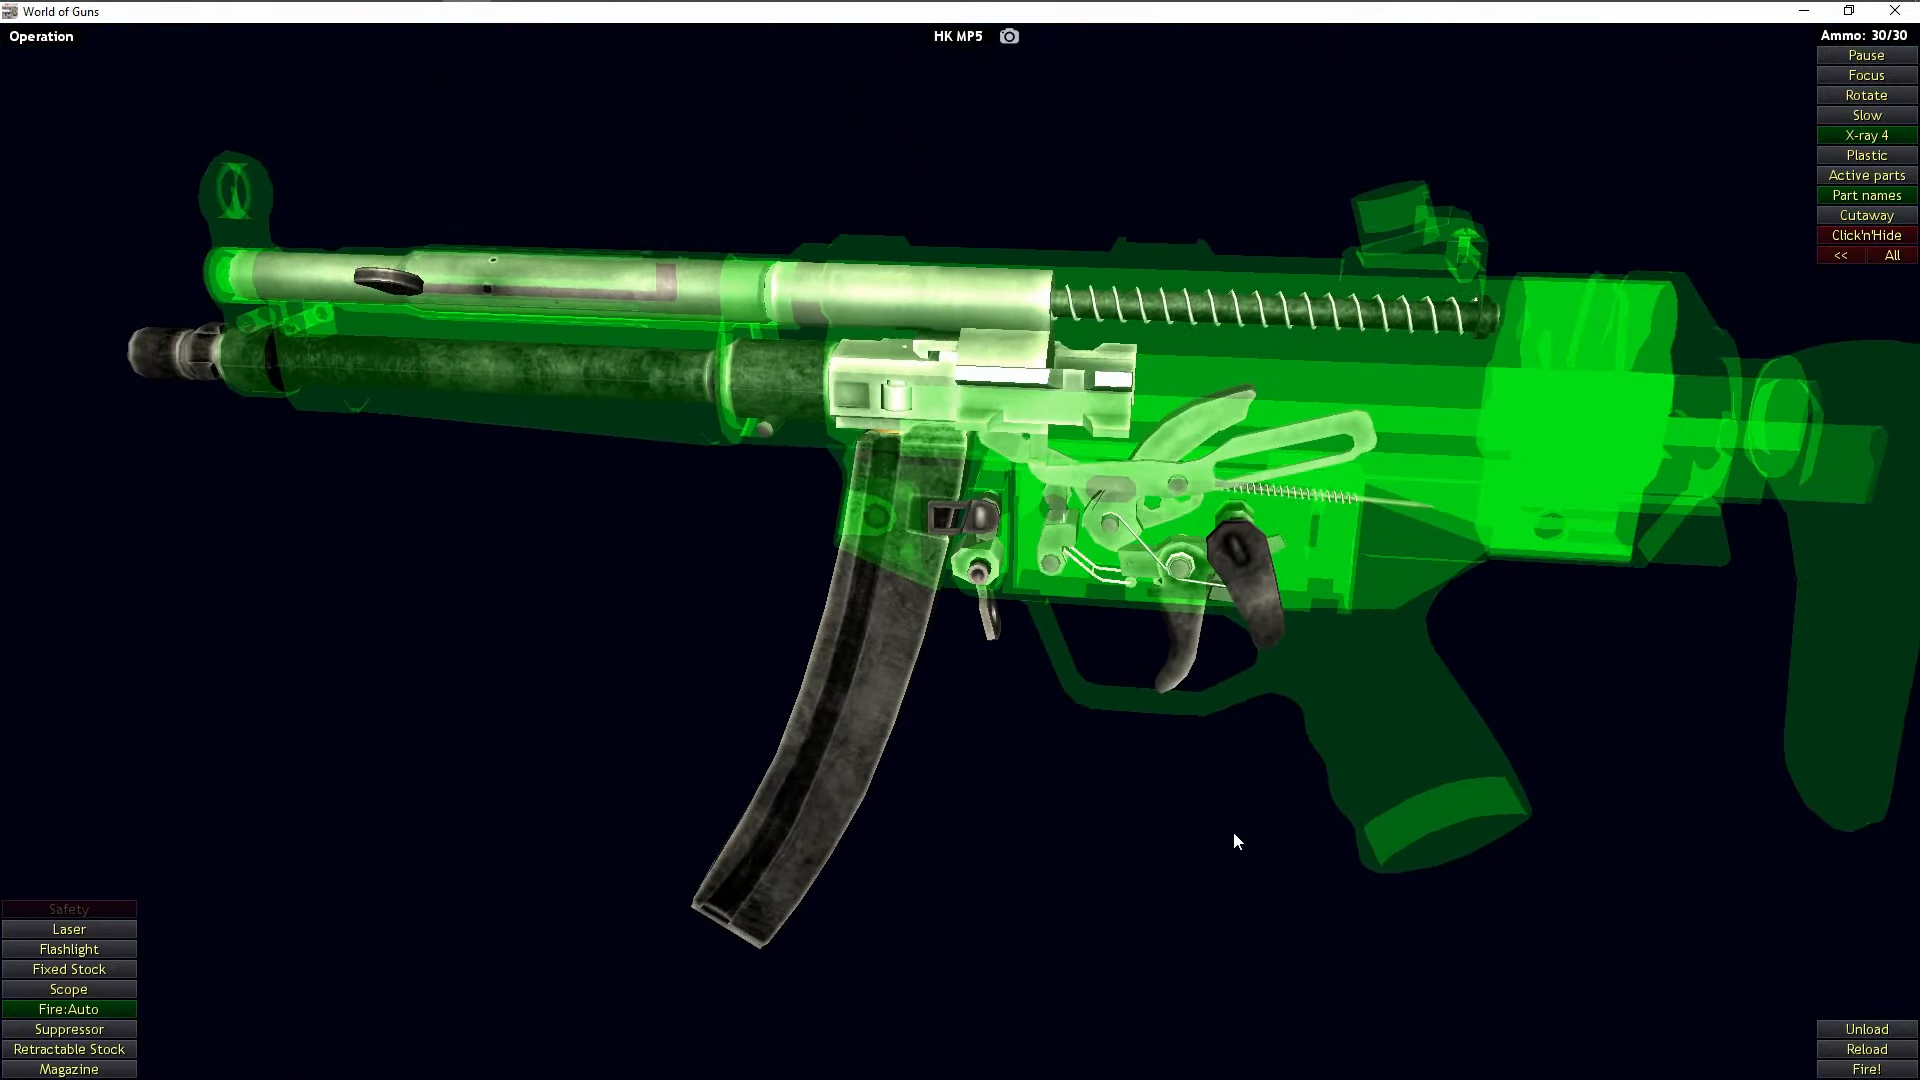 World of Guns
Operation
HK MP5
Ammo: 30/30
Pause
Focus
Rotate
Slow
X-ray 4
Plastic
Active parts
Part names
Cutaway
Click'n'Hide
<< All
Safety
Laser
Flashlight
Fixed Stock
Scope
Fire:Auto
Suppressor
Retractable Stock
Magazine
Unload
Reload
Fire!